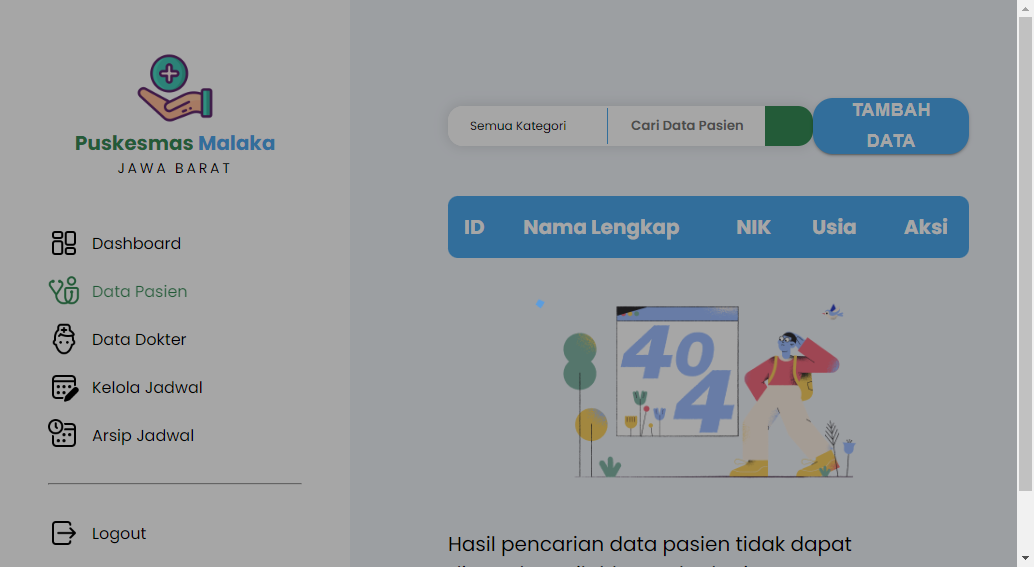 Puskesmas Malaka
JAWA BARAT
Dashboard
Data Pasien
Data Dokter
Kelola Jadwal
Arsip Jadwal
Logout
Semua Kategori
Cari Data Pasien
TAMBAH
DATA
ID Nama Lengkap NIK Usia Aksi
404
Hasil pencarian data pasien tidak dapat